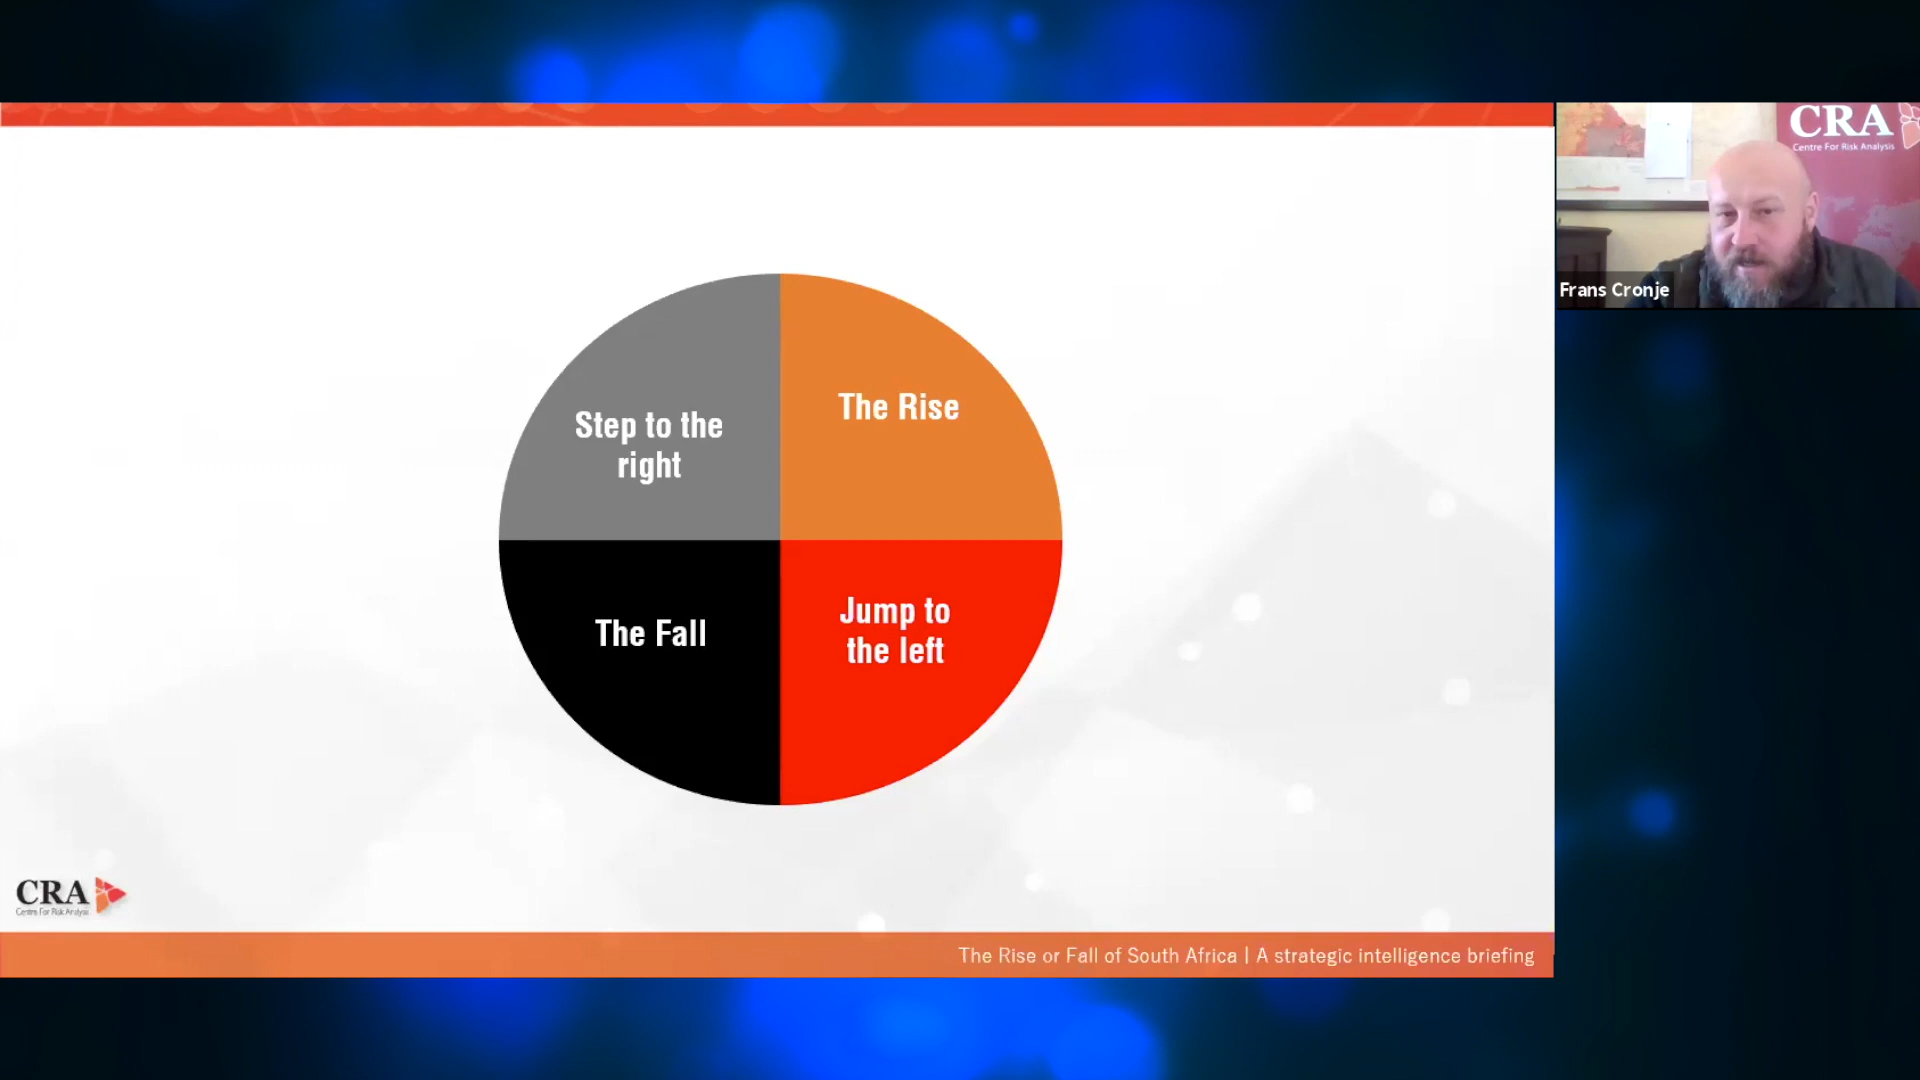 CRA
Centre For Risk Analysis
Frans Cronje
Step to the
right
The Rise
The Fall
Jump to
the left
CRA
Centre For Risk Analysis
The Rise or Fall of South Africa | A strategic intelligence briefing